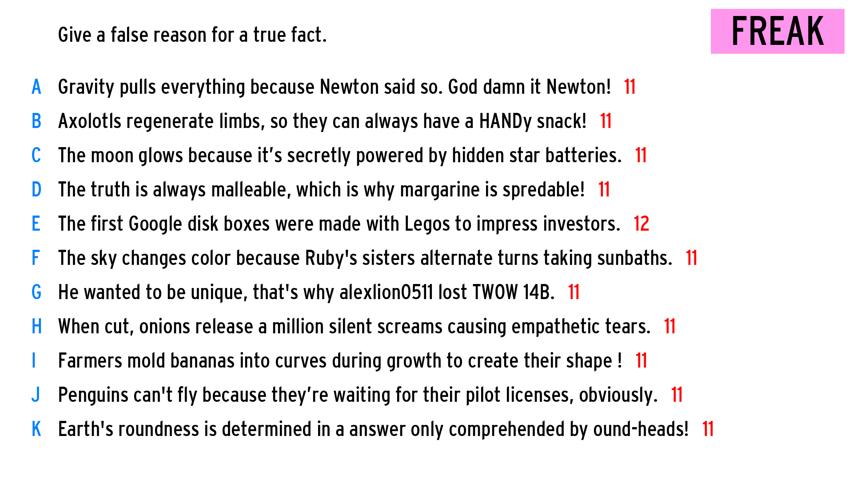 Give a false reason for a true fact.
FREAK
A Gravity pulls everything because Newton said so. God damn it Newton! 11
B Axolotls regenerate limbs, so they can always have a HANDy snack! 11
C The moon glows because it’s secretly powered by hidden star batteries. 11
D The truth is always malleable, which is why margarine is spredable! 11
E The first Google disk boxes were made with Legos to impress investors. 12
F The sky changes color because Ruby's sisters alternate turns taking sunbaths. 11
G He wanted to be unique, that's why alexlion0511 lost TWOW 14B. 11
H When cut, onions release a million silent screams causing empathetic tears. 11
I Farmers mold bananas into curves during growth to create their shape ! 11
J Penguins can't fly because they’re waiting for their pilot licenses, obviously. 11
K Earth's roundness is determined in a answer only comprehended by ound-heads! 11